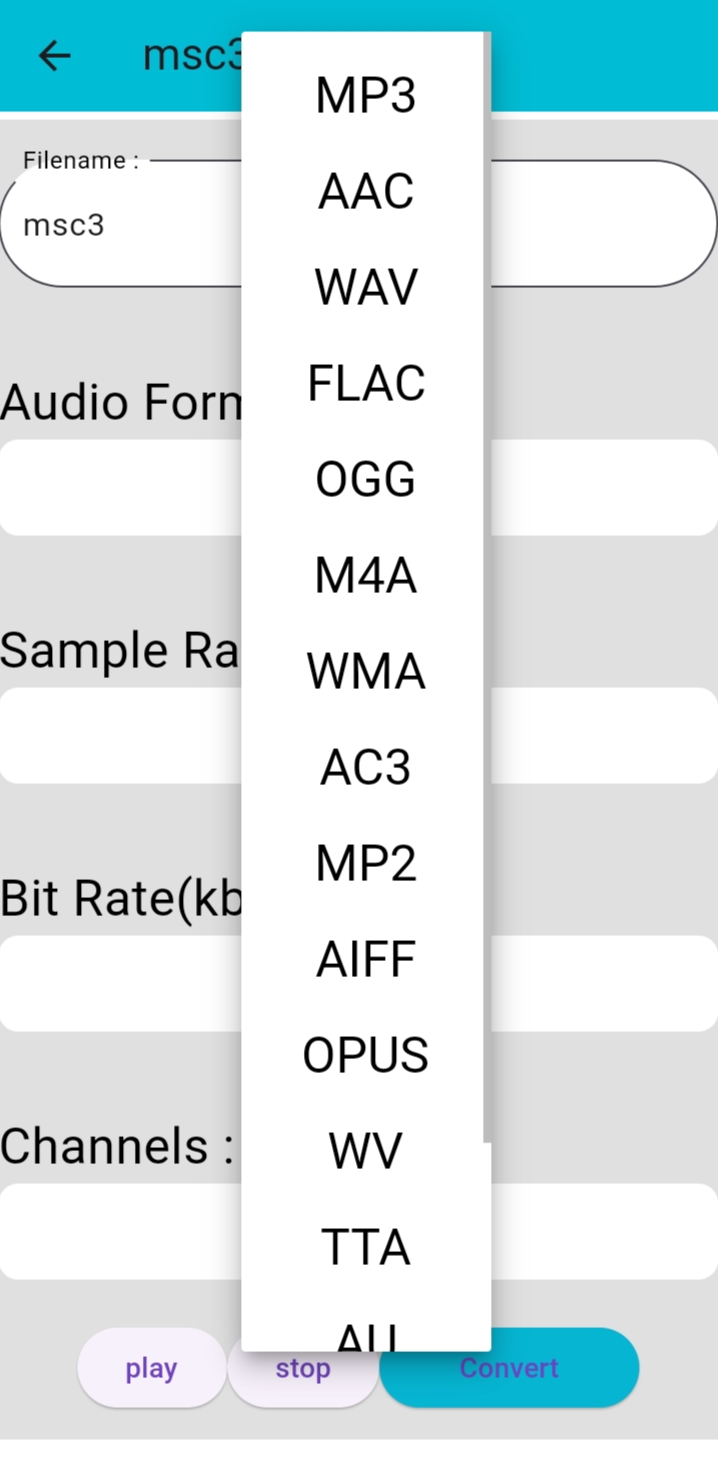 msc3
Filename :
msc3
Audio Form
Sample Ra
Bit Rate(kb
Channels :
MP3
AAC
WAV
FLAC
OGG
M4A
WMA
AC3
MP2
AIFF
OPUS
WV
TTA
AU
play stop Convert